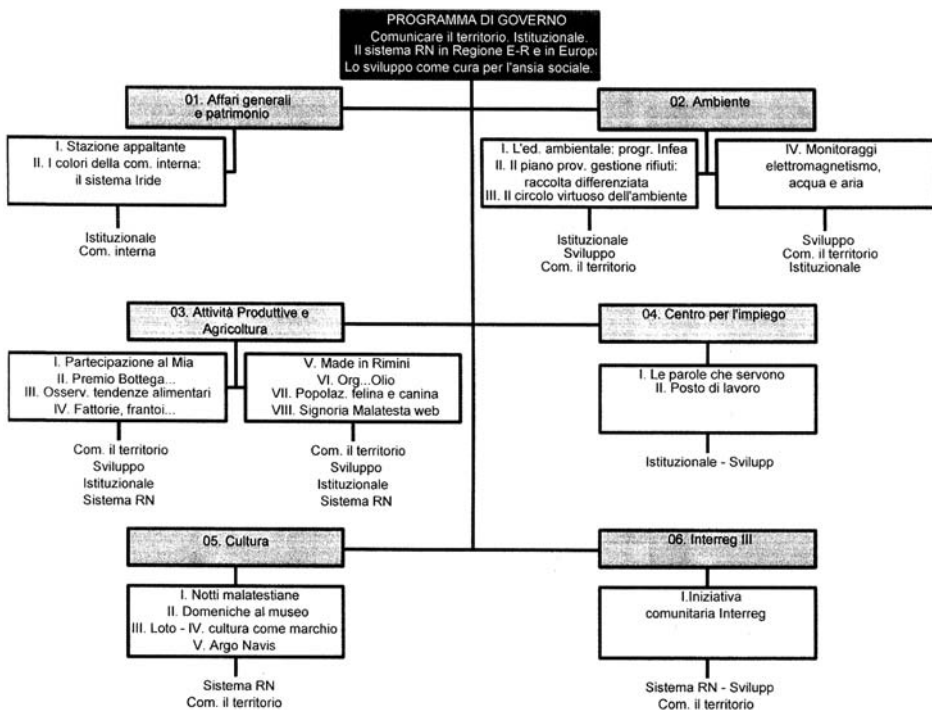 PROGRAMMA DI GOVERNO
Comunicare il territorio. Istituzionale.
Il sistema RN in Regione E-R e in Europa
Lo sviluppo come cura per l'ansia sociale.
01. Affari generali
e patrimonio
02. Ambiente
I. Stazione appaltante
II. I colori della com. interna:
il sistema Iride
I. L'ed. ambientale: progr. Infea
II. Il piano prov. gestione rifiuti:
raccolta differenziata
III. Il circolo virtuoso dell'ambiente
IV. Monitoraggi
elettromagnetismo,
acqua e aria
Istituzionale
Com. interna
Istituzionale
Sviluppo
Com. il territorio
Sviluppo
Com. il territorio
Istituzionale
03. Attività Produttive e
Agricoltura
04. Centro per l'impiego
I. Partecipazione al Mia
II. Premio Bottega...
III. Osserv. tendenze alimentari
IV. Fattorie, frantoi...
V. Made in Rimini
VI. Org...Olio
VII. Popolaz. felina e canina
VIII. Signoria Malatesta web
I. Le parole che servono
II. Posto di lavoro
Com. il territorio
Sviluppo
Istituzionale
Sistema RN
Com. il territorio
Sviluppo
Istituzionale
Sistema RN
Istituzionale - Svilupp
05. Cultura
06. Interreg III
I. Notti malatestiane
II. Domeniche al museo
III. Loto - IV. cultura come marchio
V. Argo Navis
I.Iniziativa
comunitaria Interreg
Sistema RN
Com. il territorio
Sistema RN - Svilupp
Com. il territorio